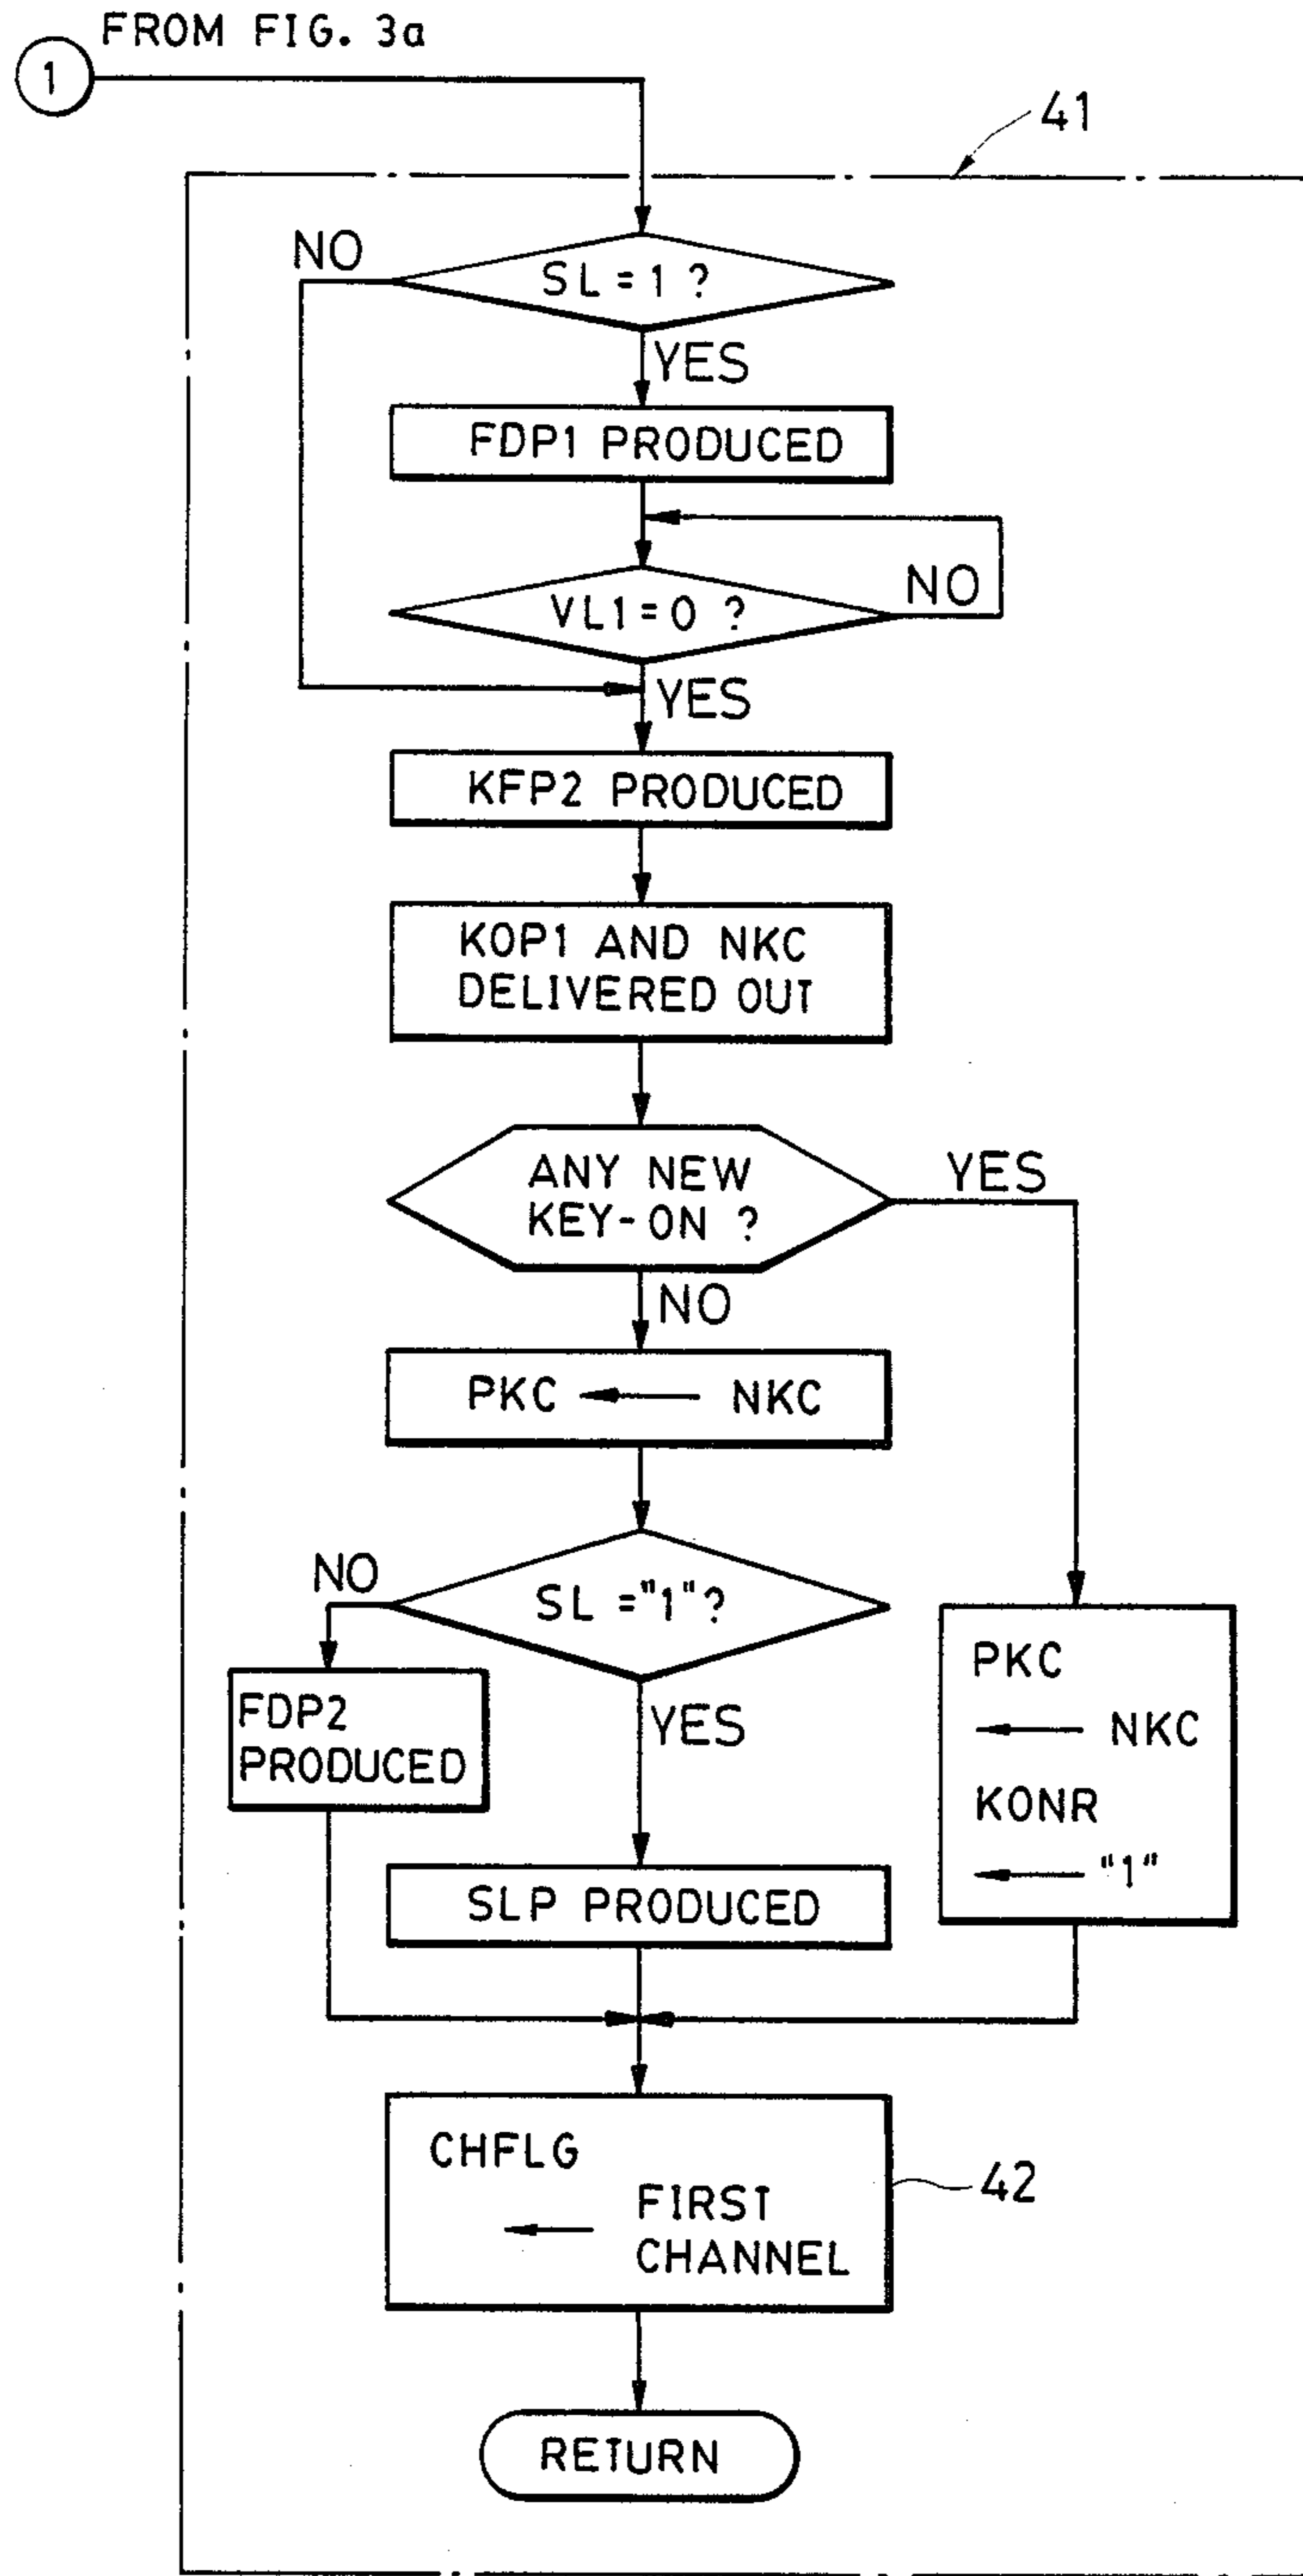 FROM FIG. 3a
1
41
SL = 1 ?
NO
YES
FDP1 PRODUCED
VL1 = 0 ?
NO
YES
KFP2 PRODUCED
KOP1 AND NKC
DELIVERED OUT
ANY NEW
KEY-ON ?
YES
NO
PKC ← NKC
SL = "1" ?
NO
YES
FDP2
PRODUCED
SLP PRODUCED
PKC
← NKC
KONR
← "1"
CHFLG
← FIRST
CHANNEL
42
RETURN